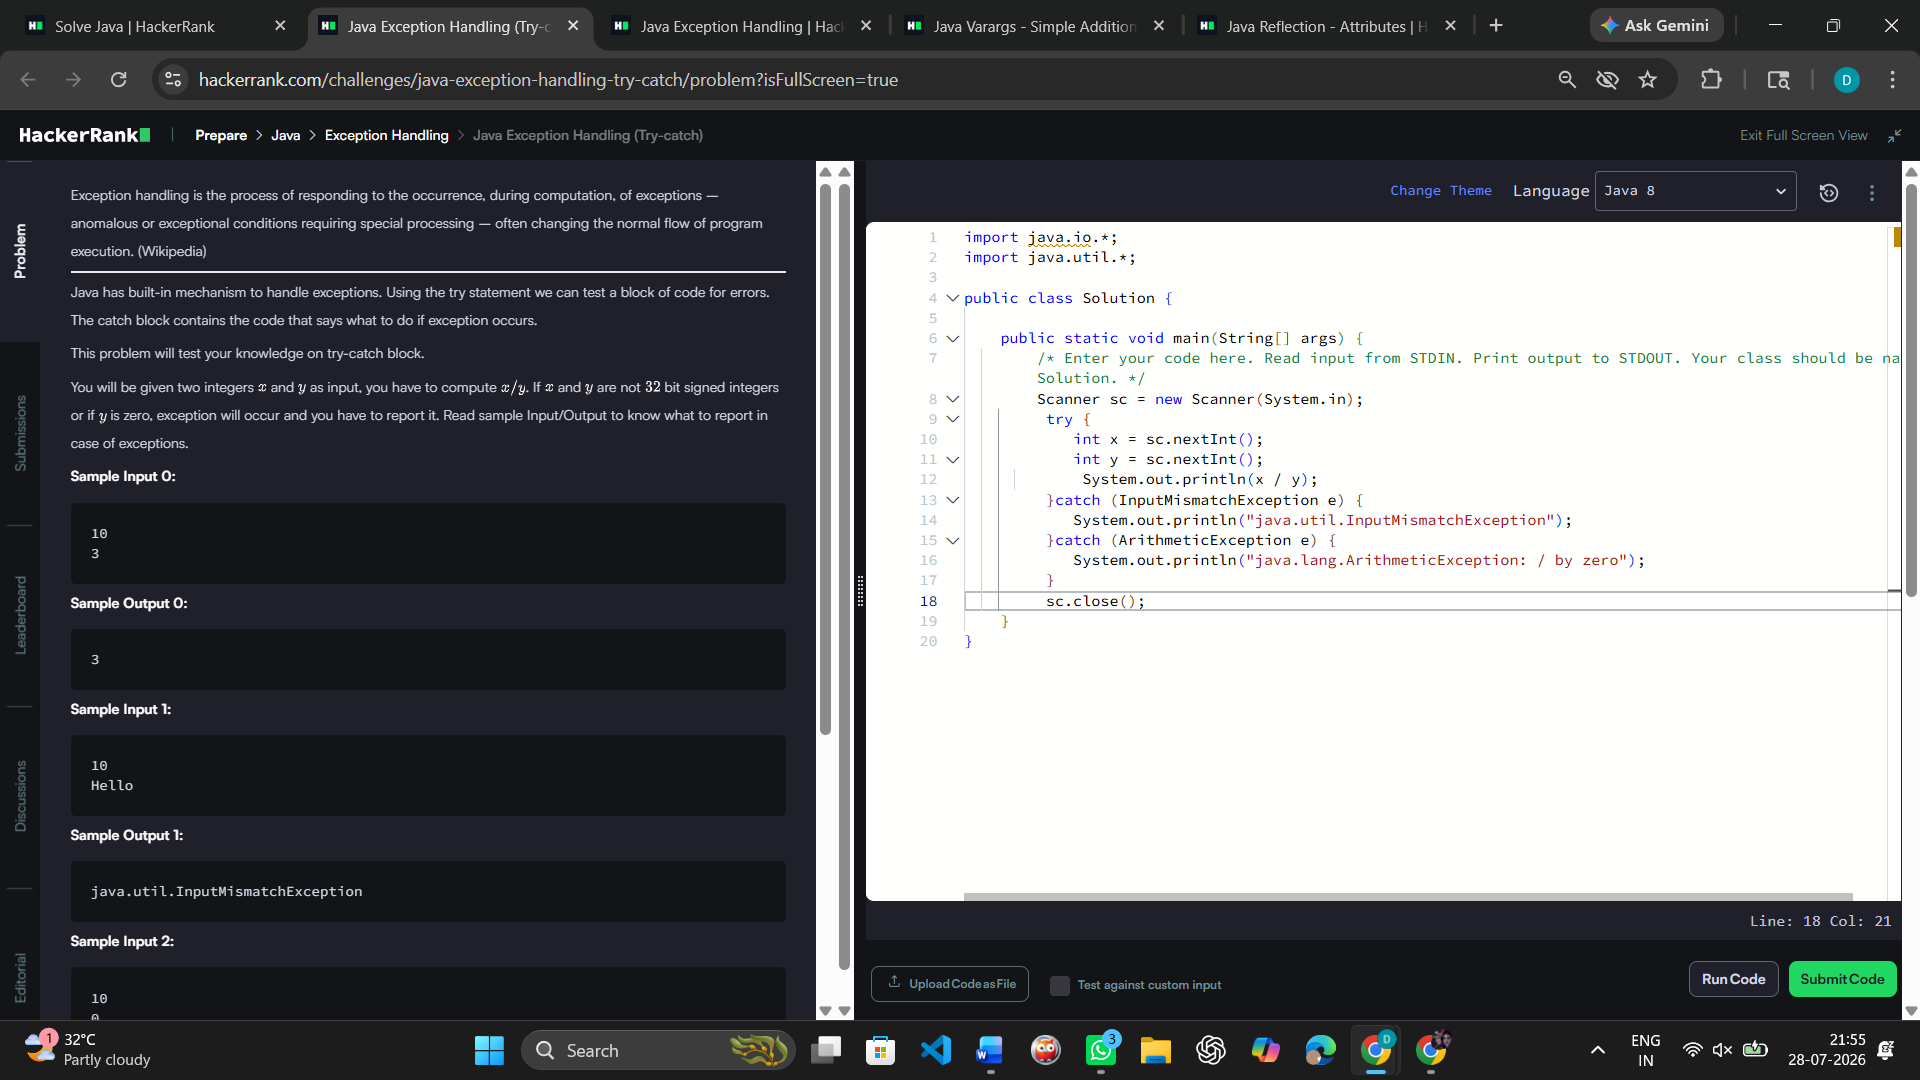 Solve Java | HackerRank
Java Exception Handling (Try-c
Java Exception Handling | Hac
Java Varargs - Simple Addition
Java Reflection - Attributes | H
Ask Gemini
hackerrank.com/challenges/java-exception-handling-try-catch/problem?isFullScreen=true
D
HackerRank
Prepare > Java > Exception Handling > Java Exception Handling (Try-catch)
Exit Full Screen View
Problem
Submissions
Leaderboard
Discussions
Editorial
Exception handling is the process of responding to the occurrence, during computation, of exceptions —
anomalous or exceptional conditions requiring special processing — often changing the normal flow of program
execution. (Wikipedia)
Java has built-in mechanism to handle exceptions. Using the try statement we can test a block of code for errors.
The catch block contains the code that says what to do if exception occurs.
This problem will test your knowledge on try-catch block.
You will be given two integers x and y as input, you have to compute x/y. If x and y are not 32 bit signed integers
or if y is zero, exception will occur and you have to report it. Read sample Input/Output to know what to report in
case of exceptions.
Sample Input 0:
10
3
Sample Output 0:
3
Sample Input 1:
10
Hello
Sample Output 1:
java.util.InputMismatchException
Sample Input 2:
10
0
Change Theme Language Java 8
1 import java.io.*;
2 import java.util.*;
3
4 public class Solution {
5
6 public static void main(String[] args) {
7 /* Enter your code here. Read input from STDIN. Print output to STDOUT. Your class should be na
Solution. */
8 Scanner sc = new Scanner(System.in);
9 try {
10 int x = sc.nextInt();
11 int y = sc.nextInt();
12 System.out.println(x / y);
13 }catch (InputMismatchException e) {
14 System.out.println("java.util.InputMismatchException");
15 }catch (ArithmeticException e) {
16 System.out.println("java.lang.ArithmeticException: / by zero");
17 }
18 sc.close();
19 }
20 }
Line: 18 Col: 21
Upload Code as File
Test against custom input
Run Code
Submit Code
1
32°C
Partly cloudy
Search
W
3
D
ENG
IN
21:55
28-07-2026